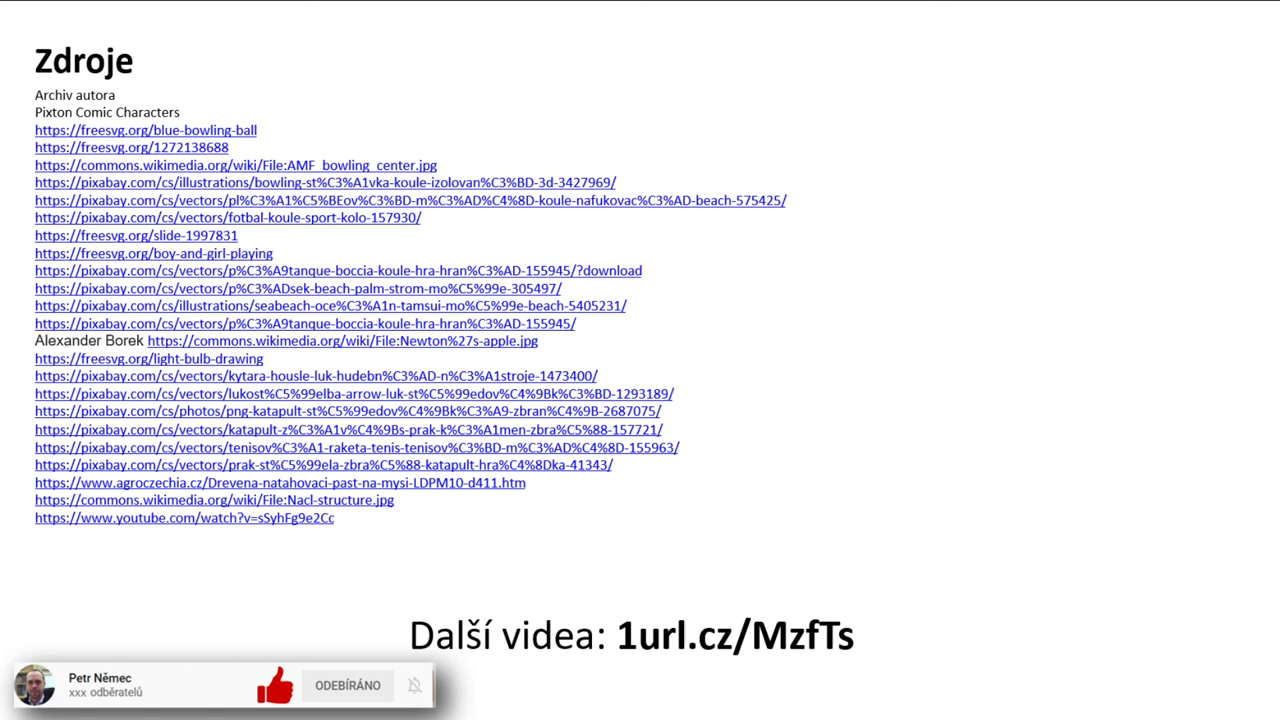 Zdroje
Archiv autora
Pixton Comic Characters
https://freesvg.org/blue-bowling-ball
https://freesvg.org/1272138688
https://commons.wikimedia.org/wiki/File:AMF_bowling_center.jpg
https://pixabay.com/cs/illustrations/bowling-st%C3%A1vka-koule-izolovan%C3%BD-3d-3427969/
https://pixabay.com/cs/vectors/pl%C3%A1%C5%BEov%C3%BD-m%C3%AD%C4%8D-koule-nafukovac%C3%AD-beach-575425/
https://pixabay.com/cs/vectors/fotbal-koule-sport-kolo-157930/
https://freesvg.org/slide-1997831
https://freesvg.org/boy-and-girl-playing
https://pixabay.com/cs/vectors/p%C3%A9tanque-boccia-koule-hra-hran%C3%AD-155945/?download
https://pixabay.com/cs/vectors/p%C3%ADsek-beach-palm-strom-mo%C5%99e-305497/
https://pixabay.com/cs/illustrations/seabeach-oce%C3%A1n-tamsui-mo%C5%99e-beach-5405231/
https://pixabay.com/cs/vectors/p%C3%A9tanque-boccia-koule-hra-hran%C3%AD-155945/
Alexander Borek https://commons.wikimedia.org/wiki/File:Newton%27s-apple.jpg
https://freesvg.org/light-bulb-drawing
https://pixabay.com/cs/vectors/kytara-housle-luk-hudebn%C3%AD-n%C3%A1stroje-1473400/
https://pixabay.com/cs/vectors/lukost%C5%99elba-arrow-luk-st%C5%99edov%C4%9Bk%C3%BD-1293189/
https://pixabay.com/cs/photos/png-katapult-st%C5%99edov%C4%9Bk%C3%A9-zbran%C4%9B-2687075/
https://pixabay.com/cs/vectors/katapult-z%C3%A1v%C4%9Bs-prak-k%C3%A1men-zbra%C5%88-157721/
https://pixabay.com/cs/vectors/tenisov%C3%A1-raketa-tenis-tenisov%C3%BD-m%C3%AD%C4%8D-155963/
https://pixabay.com/cs/vectors/prak-st%C5%99ela-zbra%C5%88-katapult-hra%C4%8Dka-41343/
https://www.agroczechia.cz/Drevena-natahovaci-past-na-mysi-LDPM10-d411.htm
https://commons.wikimedia.org/wiki/File:Nacl-structure.jpg
https://www.youtube.com/watch?v=sSyhFg9e2Cc
Další videa: 1url.cz/MzfTs
Petr Němec
xxx odběratelů
ODEBÍRÁNO